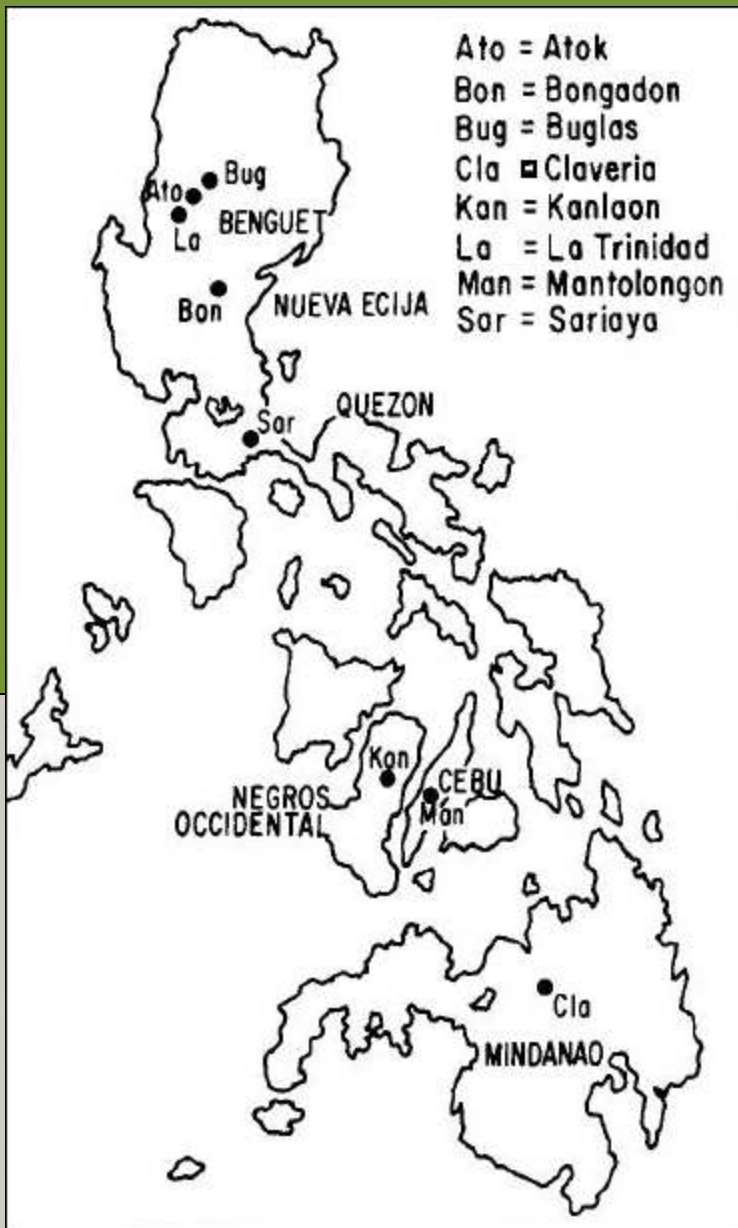 Ato = Atok
Bon = Bongadon
Bug = Buglas
Cla = Claveria
Kan = Kanlaon
La = La Trinidad
Man = Mantolongon
Sar = Sariaya
Bug
Ato
BENGUET
La
Bon
NUEVA ECIJA
QUEZON
Sar
Kan
CEBU
NEGROS
Man
OCCIDENTAL
Cla
MINDANAO